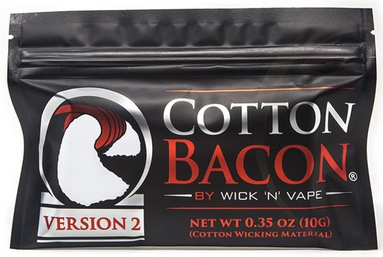 COTTON
BACON®
BY WICK 'N' VAPE
VERSION 2
NET WT 0.35 OZ (10G)
(COTTON WICKING MATERIAL)